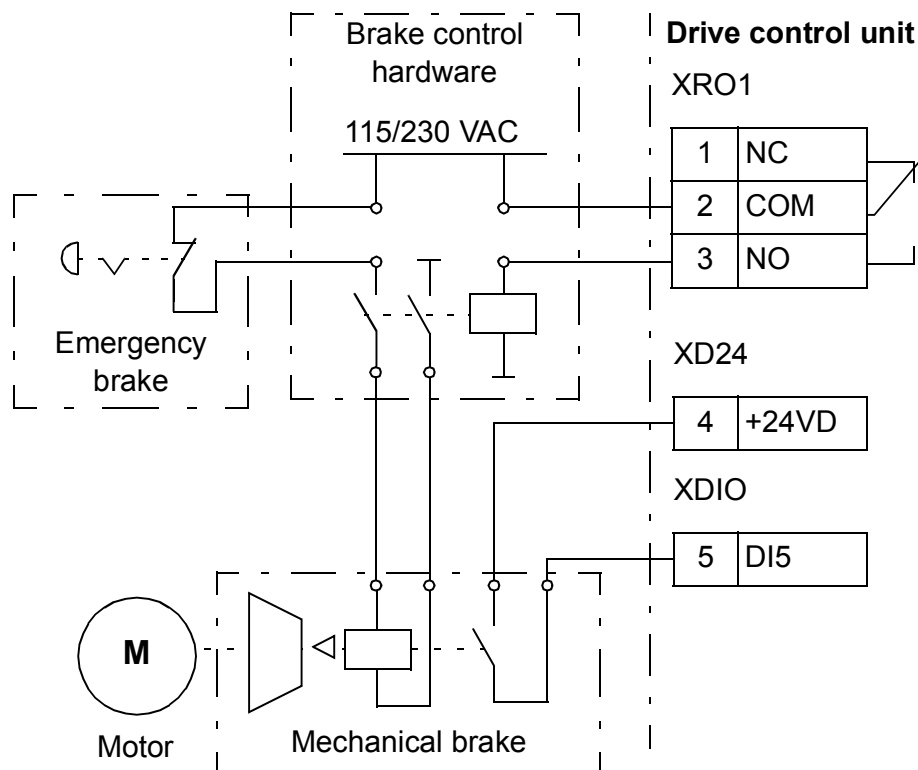 Brake control
hardware
115/230 VAC
Drive control unit
XRO1
1 NC
2 COM
3 NO
Emergency
brake
XD24
4 +24VD
XDIO
5 DI5
M
Motor
Mechanical brake